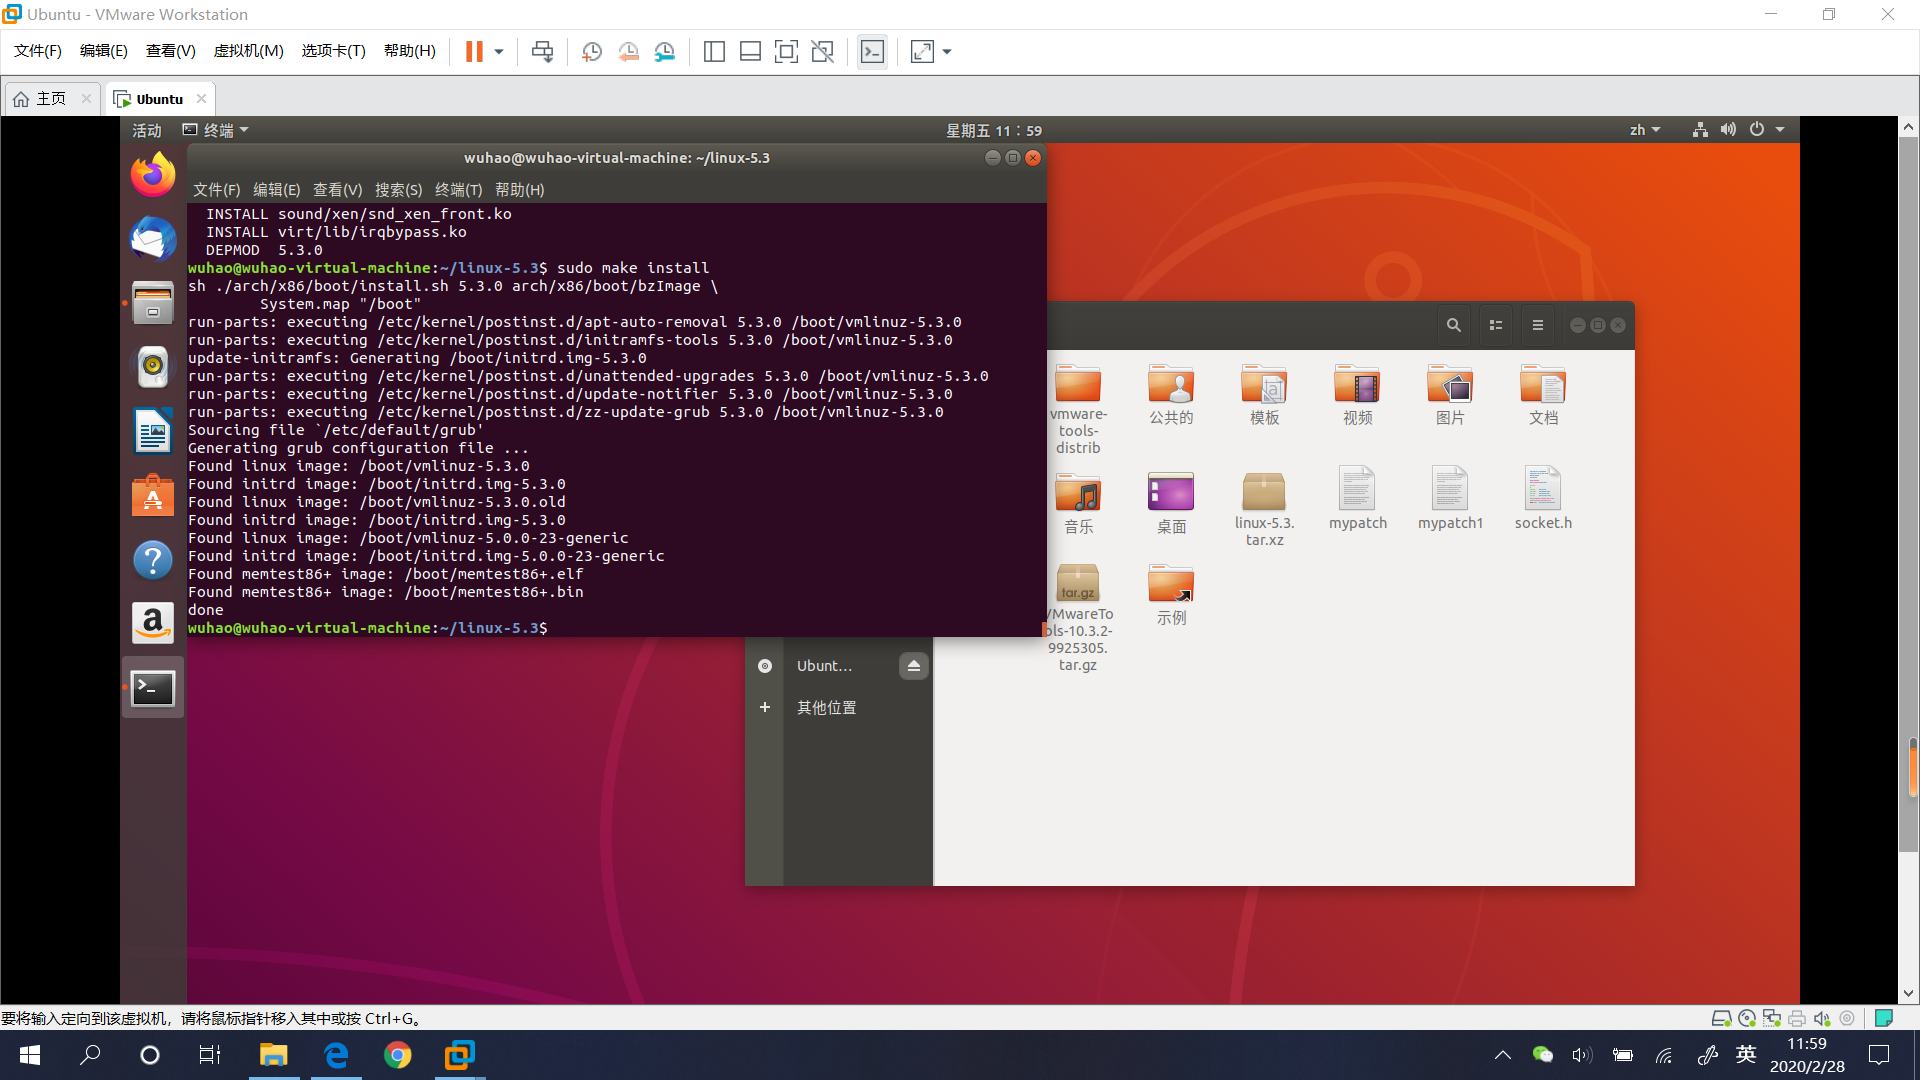 Ubuntu - VMware Workstation
文件(F) 编辑(E) 查看(V) 虚拟机(M) 选项卡(T) 帮助(H)
主页 Ubuntu
活动 终端 星期五 11：59 zh
wuhao@wuhao-virtual-machine: ~/linux-5.3
文件(F) 编辑(E) 查看(V) 搜索(S) 终端(T) 帮助(H)
INSTALL sound/xen/snd_xen_front.ko
INSTALL virt/lib/irqbypass.ko
DEPMOD  5.3.0
wuhao@wuhao-virtual-machine:~/linux-5.3$ sudo make install
sh ./arch/x86/boot/install.sh 5.3.0 arch/x86/boot/bzImage \
System.map "/boot"
run-parts: executing /etc/kernel/postinst.d/apt-auto-removal 5.3.0 /boot/vmlinuz-5.3.0
run-parts: executing /etc/kernel/postinst.d/initramfs-tools 5.3.0 /boot/vmlinuz-5.3.0
update-initramfs: Generating /boot/initrd.img-5.3.0
run-parts: executing /etc/kernel/postinst.d/unattended-upgrades 5.3.0 /boot/vmlinuz-5.3.0
run-parts: executing /etc/kernel/postinst.d/update-notifier 5.3.0 /boot/vmlinuz-5.3.0
run-parts: executing /etc/kernel/postinst.d/zz-update-grub 5.3.0 /boot/vmlinuz-5.3.0
Sourcing file `/etc/default/grub'
Generating grub configuration file ...
Found linux image: /boot/vmlinuz-5.3.0
Found initrd image: /boot/initrd.img-5.3.0
Found linux image: /boot/vmlinuz-5.3.0.old
Found initrd image: /boot/initrd.img-5.3.0
Found linux image: /boot/vmlinuz-5.0.0-23-generic
Found initrd image: /boot/initrd.img-5.0.0-23-generic
Found memtest86+ image: /boot/memtest86+.elf
Found memtest86+ image: /boot/memtest86+.bin
done
wuhao@wuhao-virtual-machine:~/linux-5.3$
vmware-
tools-
distrib
公共的
模板
视频
图片
文档
音乐
桌面
linux-5.3.
tar.xz
mypatch
mypatch1
socket.h
tar.gz
VMwareTo
ols-10.3.2-
9925305.
tar.gz
示例
Ubunt…
其他位置
要将输入定向到该虚拟机，请将鼠标指针移入其中或按 Ctrl+G。
英
11:59
2020/2/28